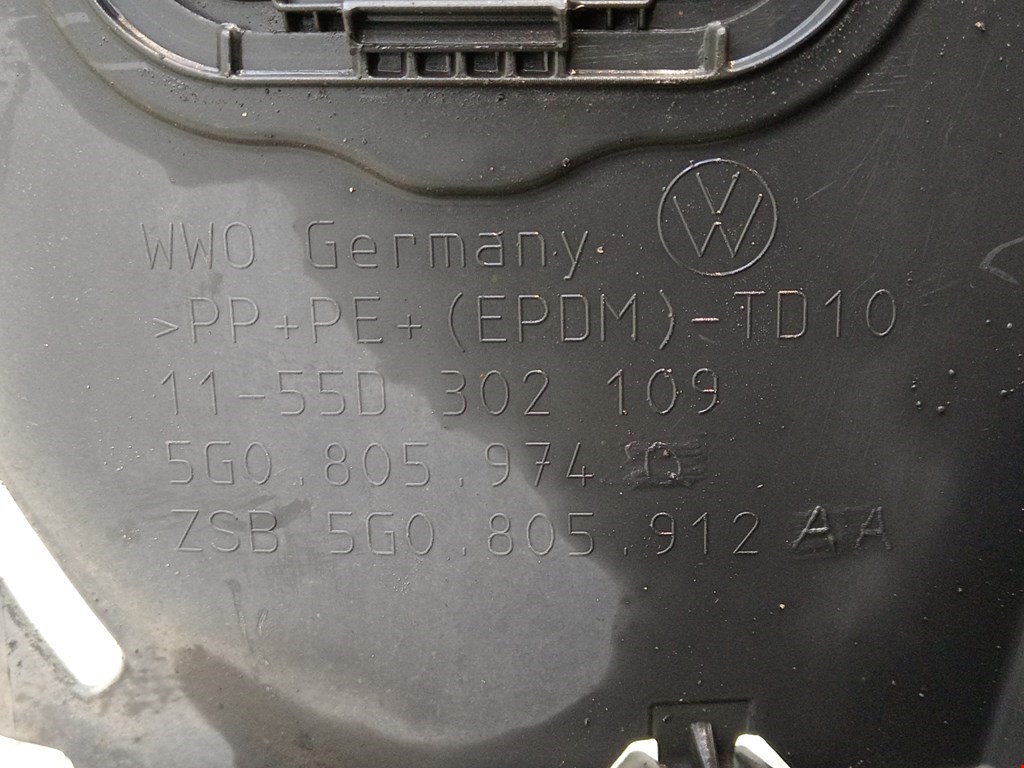 WWO Germany
>PP+PE+(EPDM)-TD10
11-55D 302 109
5G0.805.974 D
ZSB 5G0.805.912 AA